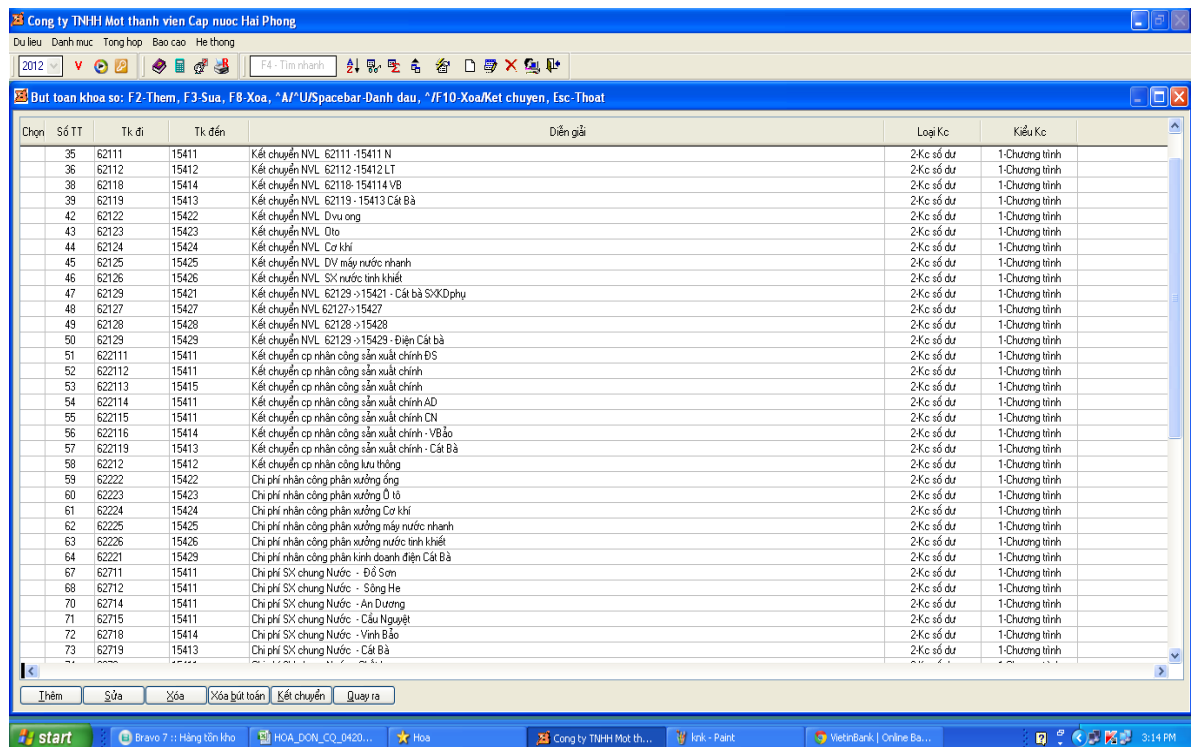 Cong ty TNHH Mot thanh vien Cap nuoc Hai Phong
Du lieu Danh muc Tong hop Bao cao He thong
2012 V F4 - Tìm nhanh
But toan khoa so: F2-Them, F3-Sua, F8-Xoa, ^A/^U/Spacebar-Danh dau, ^/F10-Xoa/Ket chuyen, Esc-Thoat
Chọn Số TT Tk đi Tk đến Diễn giải Loại Kc Kiểu Kc
35 62111 15411 Kết chuyển NVL 62111 -15411 N 2-Kc số dư 1-Chương trình
36 62112 15412 Kết chuyển NVL 62112 -15412 LT 2-Kc số dư 1-Chương trình
38 62118 15414 Kết chuyển NVL 62118- 154114 VB 2-Kc số dư 1-Chương trình
39 62119 15413 Kết chuyển NVL 62119 - 15413 Cát Bà 2-Kc số dư 1-Chương trình
42 62122 15422 Kết chuyển NVL Dvu ong 2-Kc số dư 1-Chương trình
43 62123 15423 Kết chuyển NVL Oto 2-Kc số dư 1-Chương trình
44 62124 15424 Kết chuyển NVL Cơ khí 2-Kc số dư 1-Chương trình
45 62125 15425 Kết chuyển NVL DV máy nước nhanh 2-Kc số dư 1-Chương trình
46 62126 15426 Kết chuyển NVL SX nước tinh khiết 2-Kc số dư 1-Chương trình
47 62129 15421 Kết chuyển NVL 62129 ->15421 - Cát bà SXKDphụ 2-Kc số dư 1-Chương trình
48 62127 15427 Kết chuyển NVL 62127->15427 2-Kc số dư 1-Chương trình
49 62128 15428 Kết chuyển NVL 62128 ->15428 2-Kc số dư 1-Chương trình
50 62129 15429 Kết chuyển NVL 62129 ->15429 - Điện Cát bà 2-Kc số dư 1-Chương trình
51 622111 15411 Kết chuyển cp nhân công sản xuất chính ĐS 2-Kc số dư 1-Chương trình
52 622112 15411 Kết chuyển cp nhân công sản xuất chính 2-Kc số dư 1-Chương trình
53 622113 15415 Kết chuyển cp nhân công sản xuất chính 2-Kc số dư 1-Chương trình
54 622114 15411 Kết chuyển cp nhân công sản xuất chính AD 2-Kc số dư 1-Chương trình
55 622115 15411 Kết chuyển cp nhân công sản xuất chính CN 2-Kc số dư 1-Chương trình
56 622116 15414 Kết chuyển cp nhân công sản xuất chính - VBảo 2-Kc số dư 1-Chương trình
57 622119 15413 Kết chuyển cp nhân công sản xuất chính - Cát Bà 2-Kc số dư 1-Chương trình
58 62212 15412 Kết chuyển cp nhân công lưu thông 2-Kc số dư 1-Chương trình
59 62222 15422 Chi phí nhân công phân xưởng ống 2-Kc số dư 1-Chương trình
60 62223 15423 Chi phí nhân công phân xưởng Ô tô 2-Kc số dư 1-Chương trình
61 62224 15424 Chi phí nhân công phân xưởng Cơ khí 2-Kc số dư 1-Chương trình
62 62225 15425 Chi phí nhân công phân xưởng máy nước nhanh 2-Kc số dư 1-Chương trình
63 62226 15426 Chi phí nhân công phân xưởng nước tinh khiết 2-Kc số dư 1-Chương trình
64 62221 15429 Chi phí nhân công phân kinh doanh điện Cát Bà 2-Kc số dư 1-Chương trình
67 62711 15411 Chi phí SX chung Nước - Đồ Sơn 2-Kc số dư 1-Chương trình
68 62712 15411 Chi phí SX chung Nước - Sông He 2-Kc số dư 1-Chương trình
70 62714 15411 Chi phí SX chung Nước - An Dương 2-Kc số dư 1-Chương trình
71 62715 15411 Chi phí SX chung Nước - Cầu Nguyệt 2-Kc số dư 1-Chương trình
72 62718 15414 Chi phí SX chung Nước - Vinh Bảo 2-Kc số dư 1-Chương trình
73 62719 15413 Chi phí SX chung Nước - Cát Bà 2-Kc số dư 1-Chương trình
Thêm Sửa Xóa Xóa bút toán Kết chuyển Quay ra
start Bravo 7 :: Hàng tồn kho HOA_DON_CQ_0420... Hoa Cong ty TNHH Mot th... knk - Paint VietinBank | Online Ba... 3:14 PM